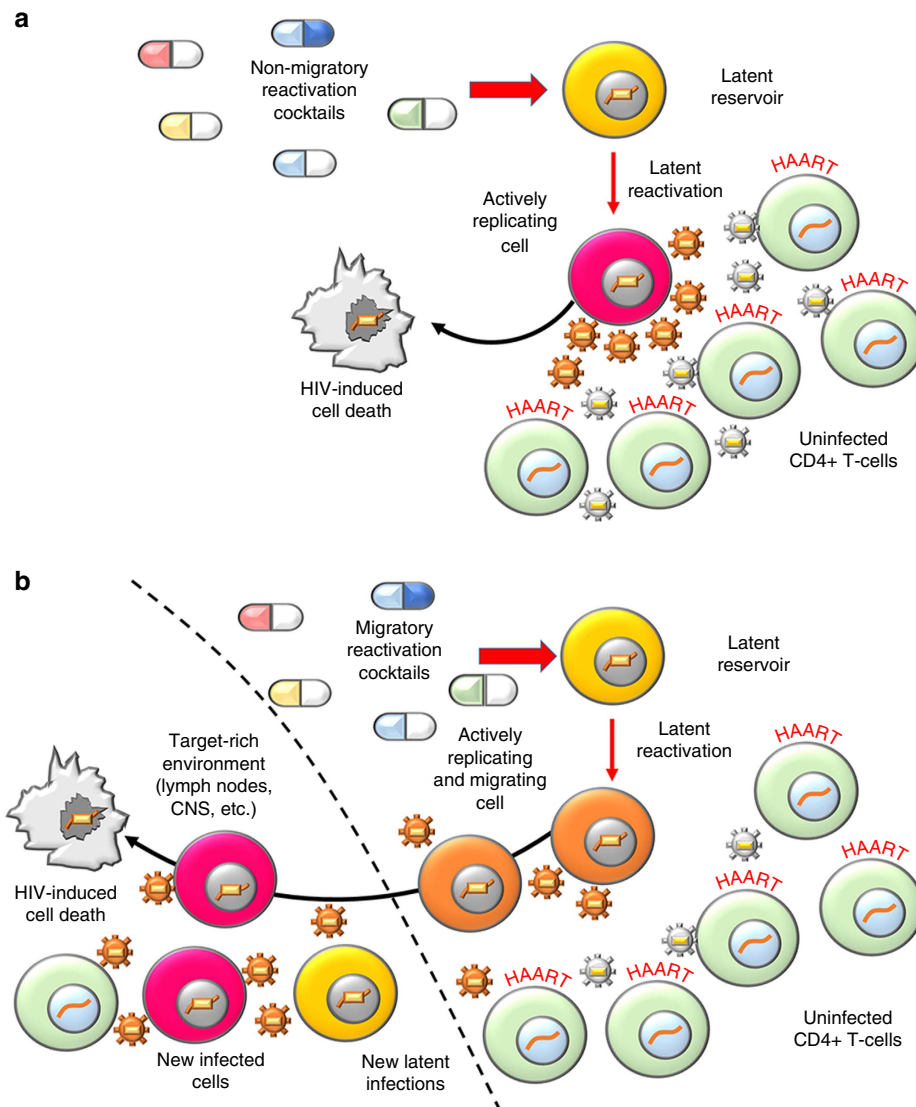 a
Non-migratory
reactivation
cocktails
Latent
reservoir
Latent
reactivation
Actively
replicating
cell
HAART
HAART
HAART
HAART
HAART
HIV-induced
cell death
Uninfected
CD4+ T-cells
b
Migratory
reactivation
cocktails
Latent
reservoir
Target-rich
environment
(lymph nodes,
CNS, etc.)
Actively
replicating
and migrating
cell
Latent
reactivation
HAART
HAART
HAART
HAART
HAART
HIV-induced
cell death
New infected
cells
New latent
infections
Uninfected
CD4+ T-cells